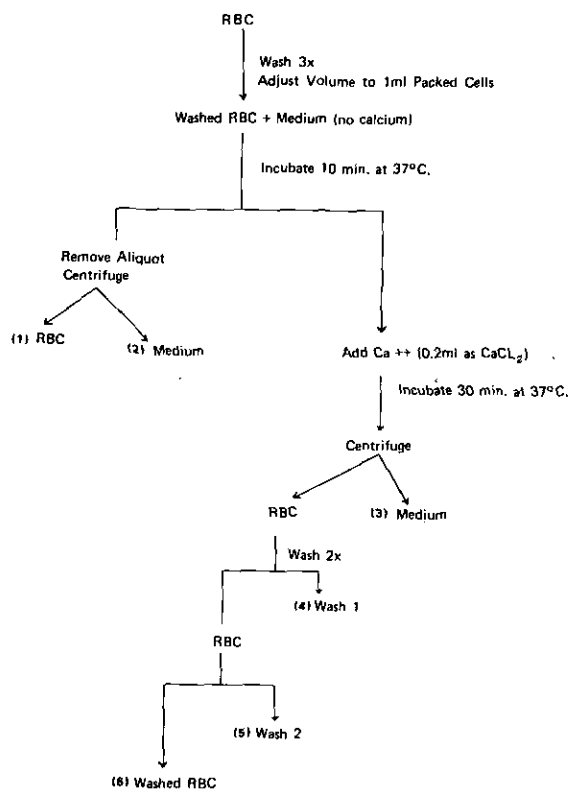 RBC
Wash 3x
Adjust Volume to 1ml Packed Cells
Washed RBC + Medium (no calcium)
Incubate 10 min. at 37°C.
Remove Aliquot
Centrifuge
(1) RBC
(2) Medium
Add Ca ++ (0.2ml as CaCL₂)
Incubate 30 min. at 37°C.
Centrifuge
RBC
(3) Medium
Wash 2x
(4) Wash 1
RBC
(5) Wash 2
(6) Washed RBC